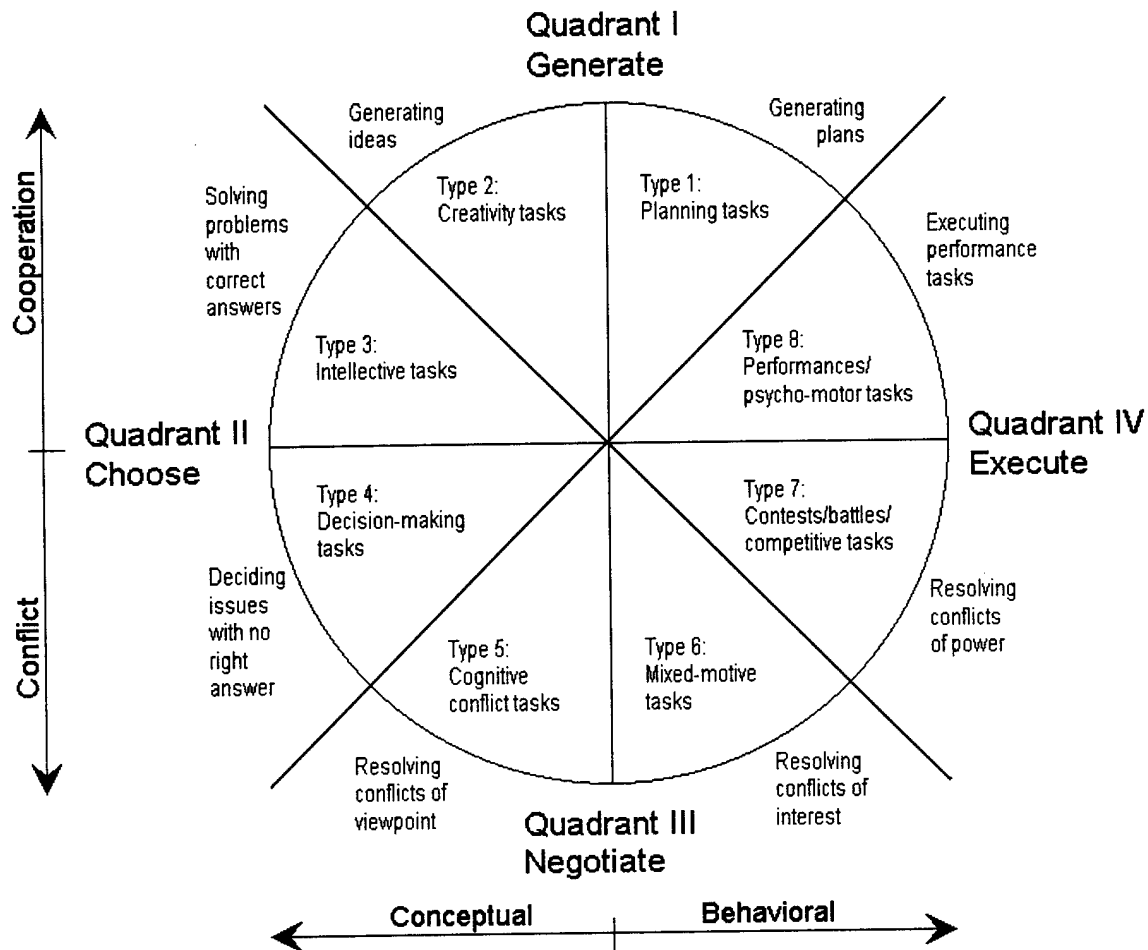 Quadrant I
Generate
Generating
ideas
Generating
plans
Type 2:
Creativity tasks
Type 1:
Planning tasks
Solving
problems
with
correct
answers
Executing
performance
tasks
Cooperation
Type 3:
Intellective tasks
Type 8:
Performances/
psycho-motor tasks
Quadrant II
Choose
Quadrant IV
Execute
Type 4:
Decision-making
tasks
Type 7:
Contests/battles/
competitive tasks
Conflict
Deciding
issues
with no
right
answer
Resolving
conflicts
of power
Type 5:
Cognitive
conflict tasks
Type 6:
Mixed-motive
tasks
Resolving
conflicts of
viewpoint
Resolving
conflicts of
interest
Quadrant III
Negotiate
Conceptual
Behavioral